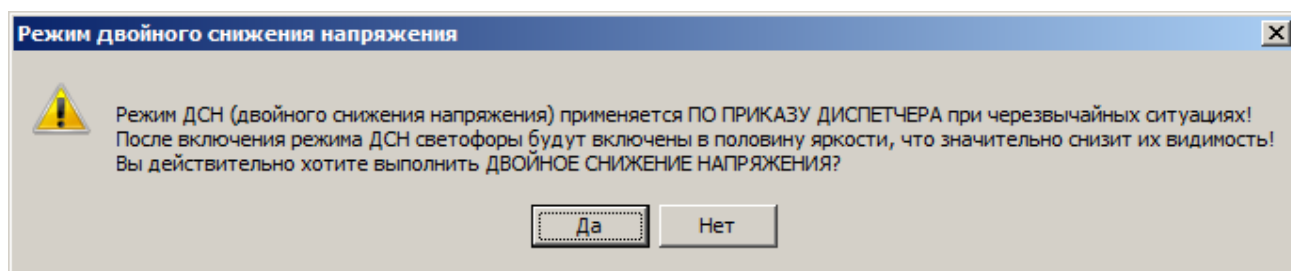 Режим двойного снижения напряжения
Режим ДСН (двойного снижения напряжения) применяется ПО ПРИКАЗУ ДИСПЕТЧЕРА при черезвычайных ситуациях!
После включения режима ДСН светофоры будут включены в половину яркости, что значительно снизит их видимость!
Вы действительно хотите выполнить ДВОЙНОЕ СНИЖЕНИЕ НАПРЯЖЕНИЯ?
Да
Нет